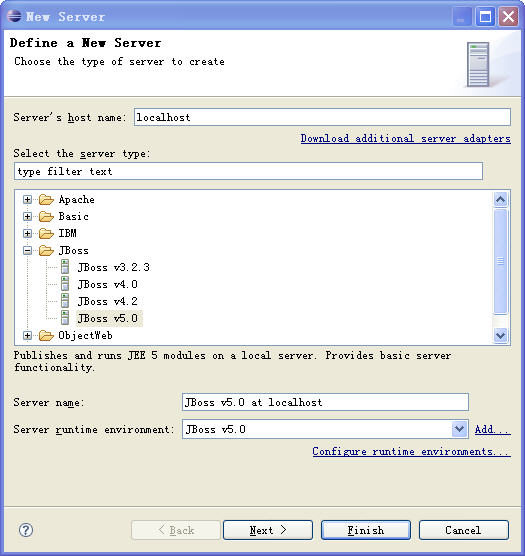 New Server
Define a New Server
Choose the type of server to create
Server's host name: localhost
Download additional server adapters
Select the server type:
type filter text
Apache
Basic
IBM
JBoss
JBoss v3.2.3
JBoss v4.0
JBoss v4.2
JBoss v5.0
ObjectWeb
Publishes and runs JEE 5 modules on a local server. Provides basic server
functionality.
Server name: JBoss v5.0 at localhost
Server runtime environment: JBoss v5.0 Add...
Configure runtime environments...
? < Back Next > Finish Cancel